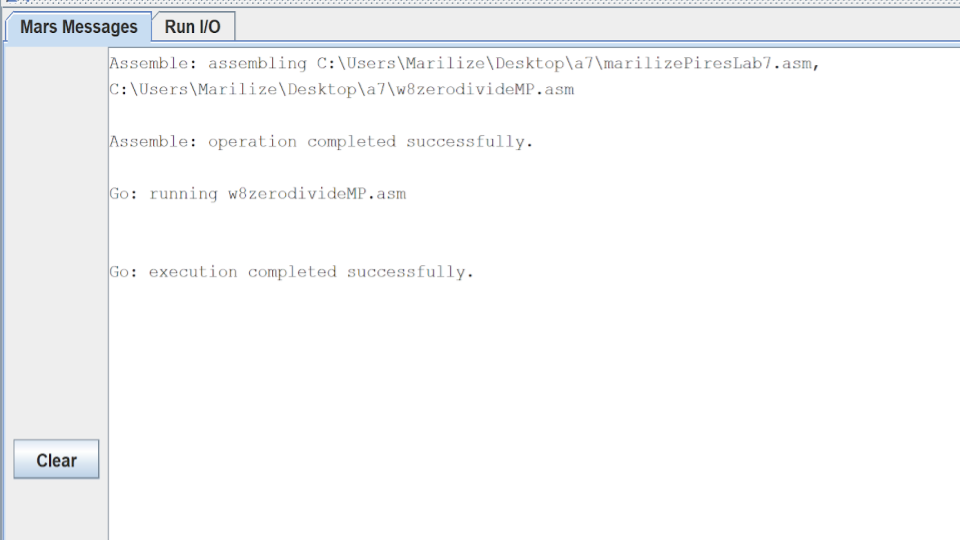 Mars Messages Run I/O
Assemble: assembling C:\Users\Marilize\Desktop\a7\marilizePiresLab7.asm,
C:\Users\Marilize\Desktop\a7\w8zerodivideMP.asm
Assemble: operation completed successfully.
Go: running w8zerodivideMP.asm
Go: execution completed successfully.
Clear